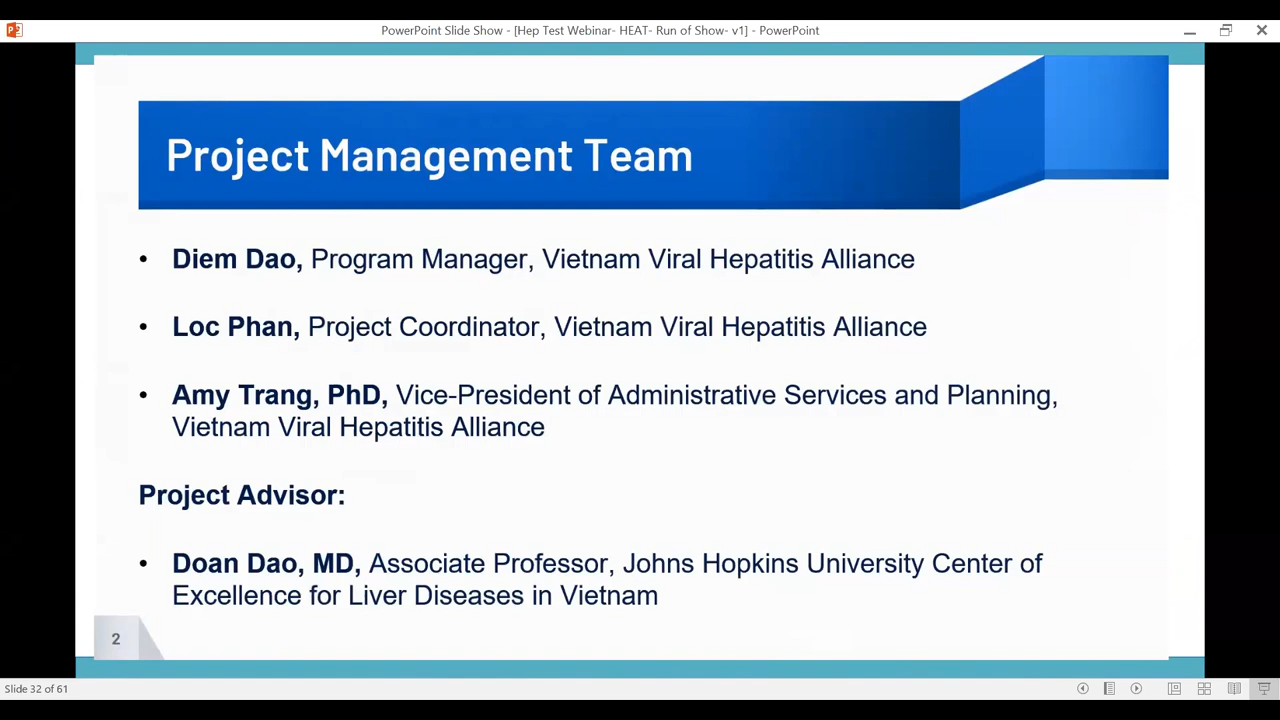 PowerPoint Slide Show - [Hep Test Webinar- HEAT- Run of Show- v1] - PowerPoint
Project Management Team
• Diem Dao, Program Manager, Vietnam Viral Hepatitis Alliance
• Loc Phan, Project Coordinator, Vietnam Viral Hepatitis Alliance
• Amy Trang, PhD, Vice-President of Administrative Services and Planning,
Vietnam Viral Hepatitis Alliance
Project Advisor:
• Doan Dao, MD, Associate Professor, Johns Hopkins University Center of
Excellence for Liver Diseases in Vietnam
2
Slide 32 of 61